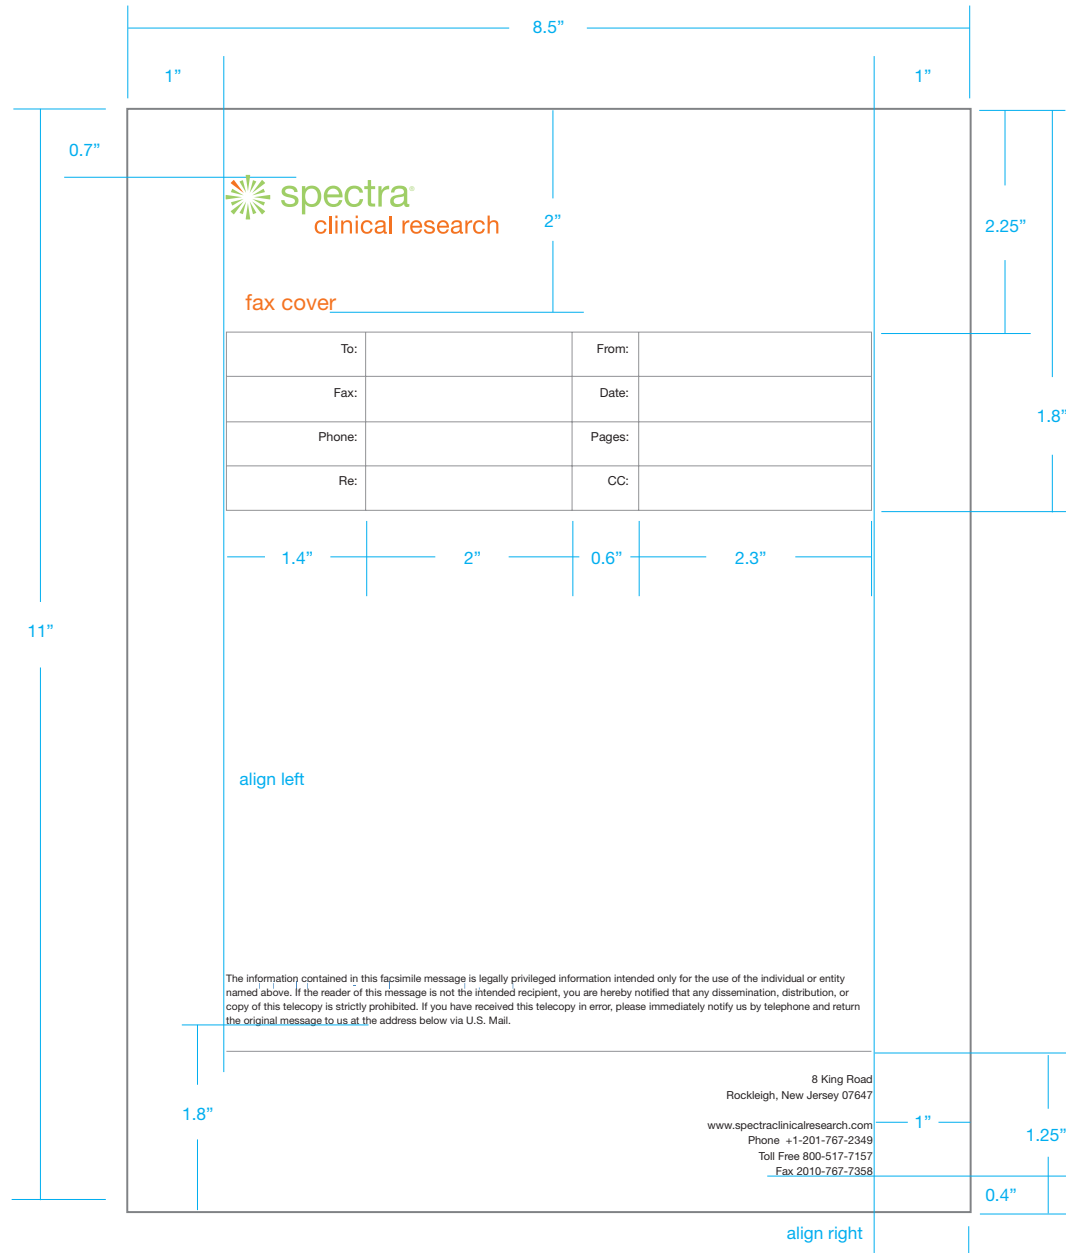 8.5”
1” 1”
0.7”
spectra®
clinical research
2”
2.25”
fax cover
To: From:
Fax: Date:
1.8”
Phone: Pages:
Re: CC:
1.4” 2” 0.6” 2.3”
11”
align left
The information contained in this facsimile message is legally privileged information intended only for the use of the individual or entity
named above. If the reader of this message is not the intended recipient, you are hereby notified that any dissemination, distribution, or
copy of this telecopy is strictly prohibited. If you have received this telecopy in error, please immediately notify us by telephone and return
the original message to us at the address below via U.S. Mail.
8 King Road
Rockleigh, New Jersey 07647
1.8”
www.spectraclinicalresearch.com
1”
Phone +1-201-767-2349
1.25”
Toll Free 800-517-7157
Fax 2010-767-7358
0.4”
align right